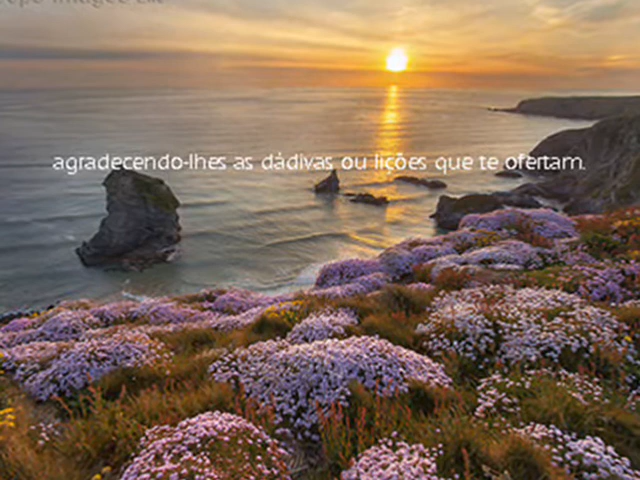 agradecendo-lhes as dádivas ou lições que te ofertam.